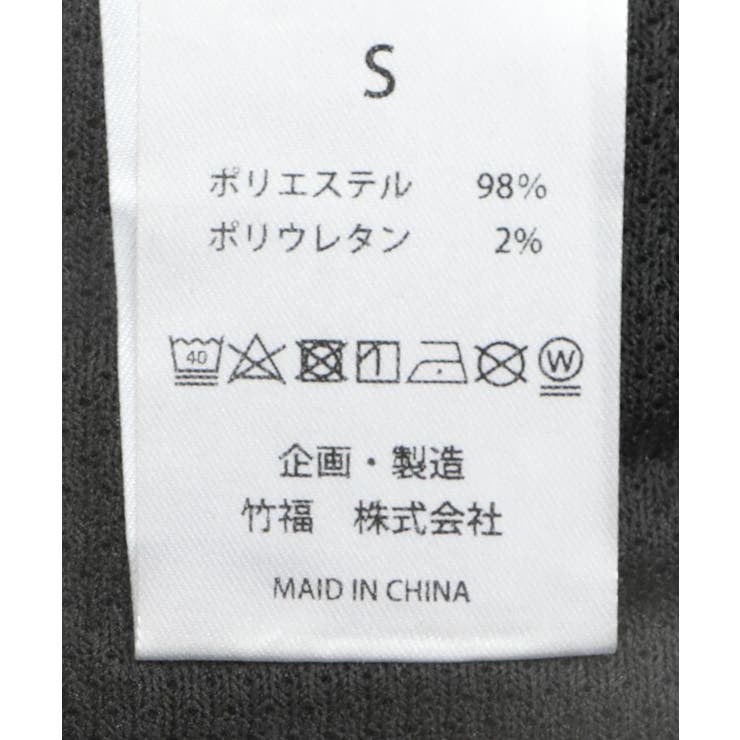 S
ポリエステル 98%
ポリウレタン 2%
40 W
企画・製造
竹福 株式会社
MAID IN CHINA